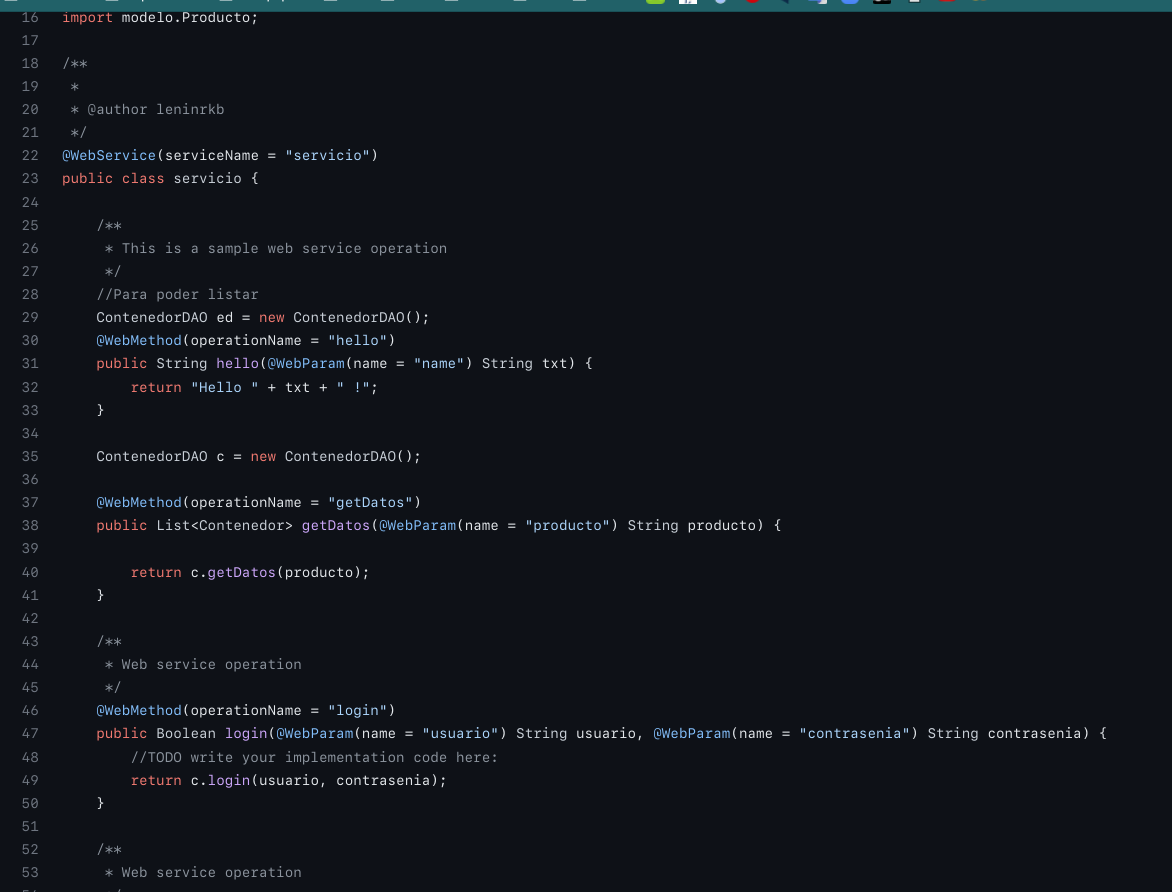 16 import modelo.Producto;
17
18 /**
19  *
20  * @author leninrkb
21  */
22 @WebService(serviceName = "servicio")
23 public class servicio {
24
25     /**
26      * This is a sample web service operation
27      */
28     //Para poder listar
29     ContenedorDAO ed = new ContenedorDAO();
30     @WebMethod(operationName = "hello")
31     public String hello(@WebParam(name = "name") String txt) {
32         return "Hello " + txt + " !";
33     }
34
35     ContenedorDAO c = new ContenedorDAO();
36
37     @WebMethod(operationName = "getDatos")
38     public List<Contenedor> getDatos(@WebParam(name = "producto") String producto) {
39
40         return c.getDatos(producto);
41     }
42
43     /**
44      * Web service operation
45      */
46     @WebMethod(operationName = "login")
47     public Boolean login(@WebParam(name = "usuario") String usuario, @WebParam(name = "contrasenia") String contrasenia) {
48         //TODO write your implementation code here:
49         return c.login(usuario, contrasenia);
50     }
51
52     /**
53      * Web service operation